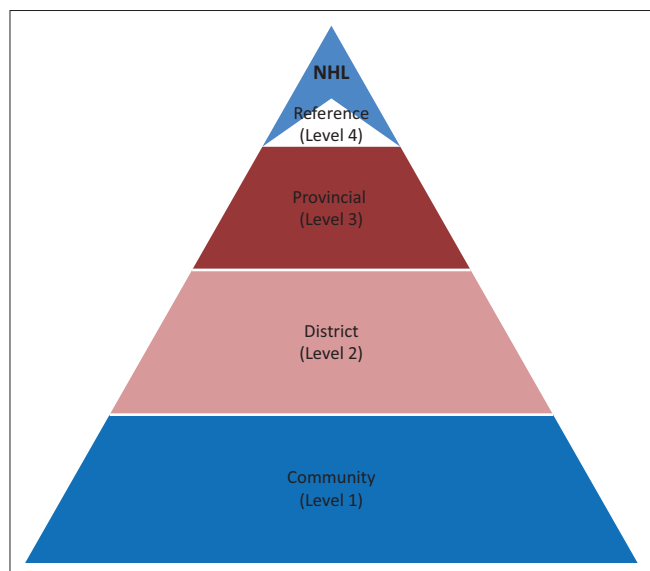 NHL
Reference
(Level 4)
Provincial
(Level 3)
District
(Level 2)
Community
(Level 1)